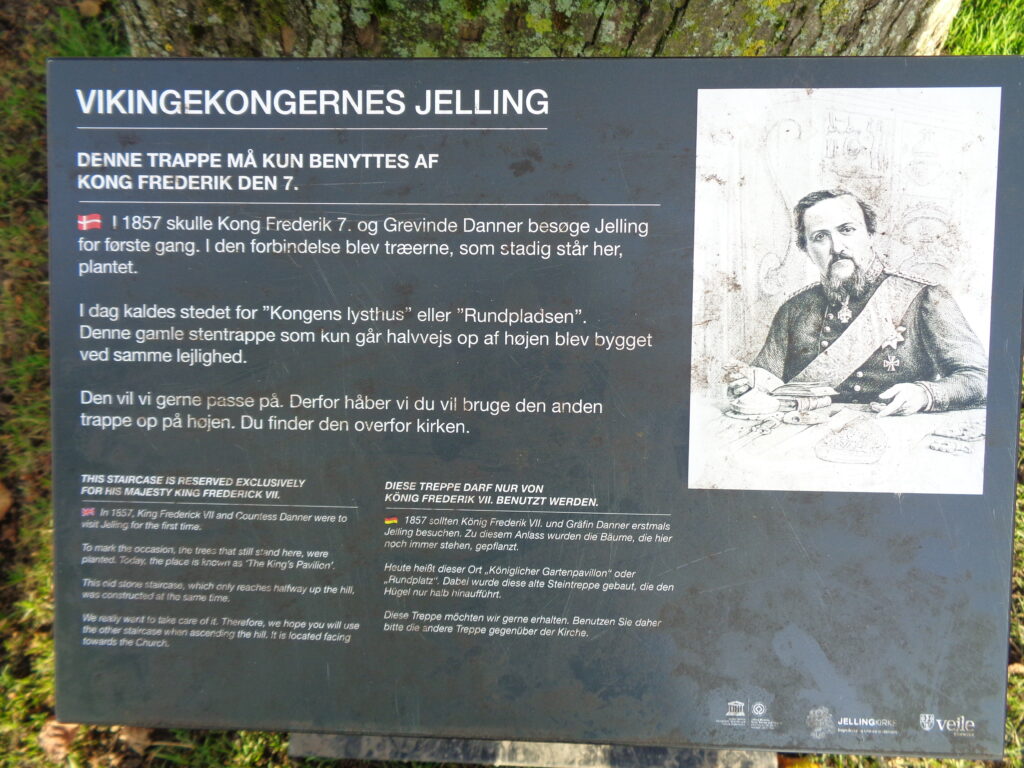 VIKINGEKONGERNES JELLING
DENNE TRAPPE MÅ KUN BENYTTES AF
KONG FREDERIK DEN 7.
I 1857 skulle Kong Frederik 7. og Grevinde Danner besøge Jelling
for første gang. I den forbindelse blev træerne, som stadig står her,
plantet.
I dag kaldes stedet for ”Kongens lysthus” eller ”Rundpladsen”.
Denne gamle stentrappe som kun går halvvejs op af højen blev bygget
ved samme lejlighed.
Den vil vi gerne passe på. Derfor håber vi du vil bruge den anden
trappe op på højen. Du finder den overfor kirken.
THIS STAIRCASE IS RESERVED EXCLUSIVELY
FOR HIS MAJESTY KING FREDERICK VII.
In 1857, King Frederick VII and Countess Danner were to
visit Jelling for the first time.
To mark the occasion, the trees that still stand here, were
planted. Today, the place is known as ‘The King’s Pavilion’.
This old stone staircase, which only reaches halfway up the hill,
was constructed at the same time.
We really want to take care of it. Therefore, we hope you will use
the other staircase when ascending the hill. It is located facing
towards the Church.
DIESE TREPPE DARF NUR VON
KÖNIG FREDERIK VII. BENUTZT WERDEN.
1857 sollten König Frederik VII. und Gräfin Danner erstmals
Jelling besuchen. Zu diesem Anlass wurden die Bäume, die hier
noch immer stehen, gepflanzt.
Heute heißt dieser Ort „Königlicher Gartenpavillon“ oder
„Rundplatz“. Dabei wurde diese alte Steintreppe gebaut, die den
Hügel nur halb hinaufführt.
Diese Treppe möchten wir gerne erhalten. Benutzen Sie daher
bitte die andere Treppe gegenüber der Kirche.
JELLINGKIRKE
vejle